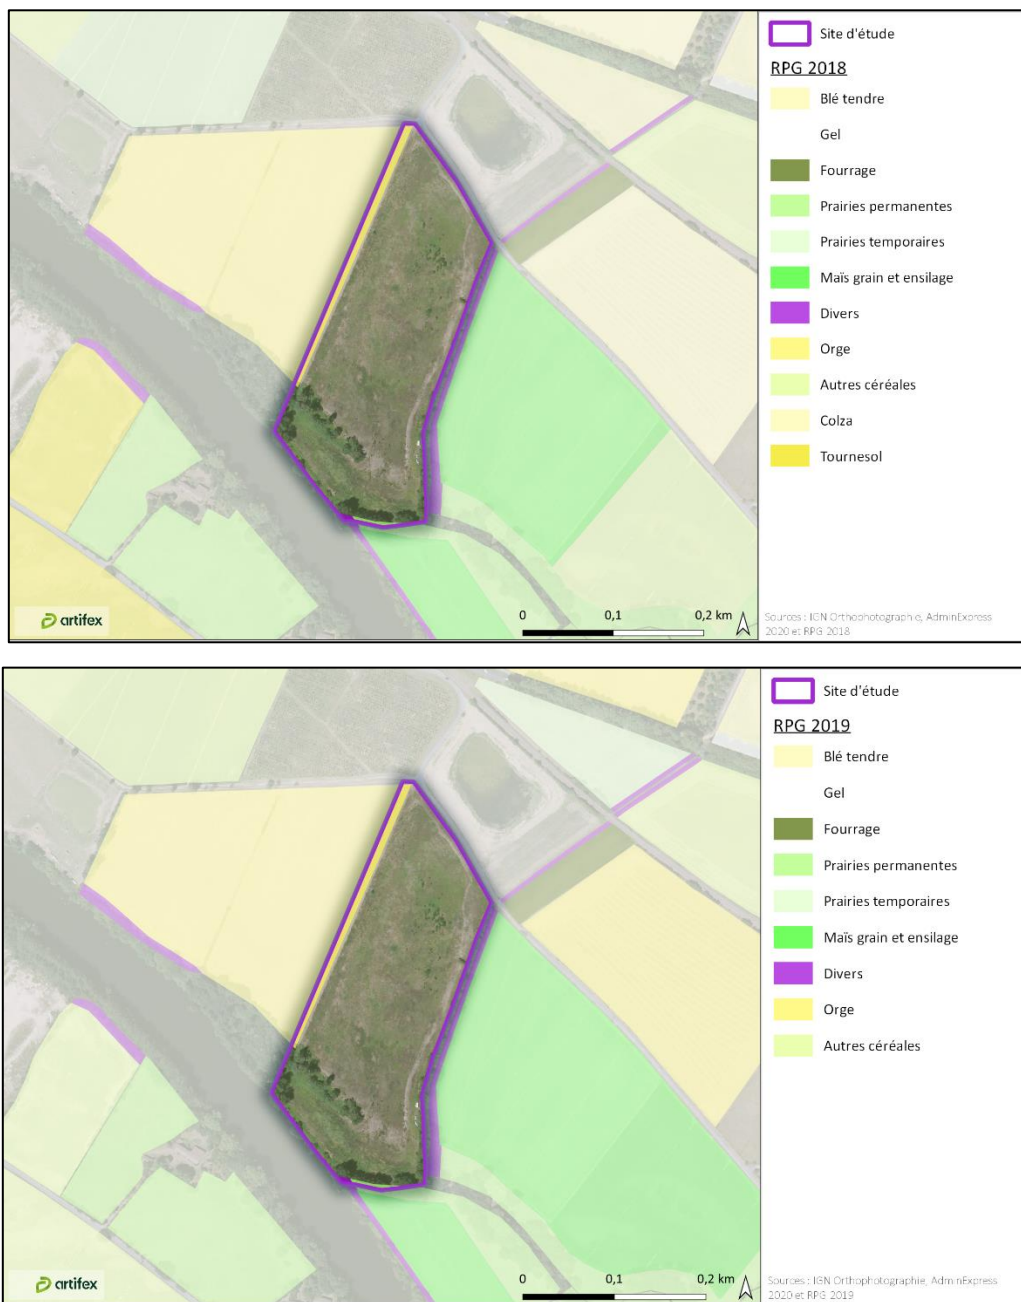 Site d'étude
RPG 2018
Blé tendre
Gel
Fourrage
Prairies permanentes
Prairies temporaires
Maïs grain et ensilage
Divers
Orge
Autres céréales
Colza
Tournesol
artifex
0 0,1 0,2 km
Sources : IGN Orthophotographie, AdminExpress
2020 et RPG 2018
Site d'étude
RPG 2019
Blé tendre
Gel
Fourrage
Prairies permanentes
Prairies temporaires
Maïs grain et ensilage
Divers
Orge
Autres céréales
artifex
0 0,1 0,2 km
Sources : IGN Orthophotographie, AdminExpress
2020 et RPG 2019